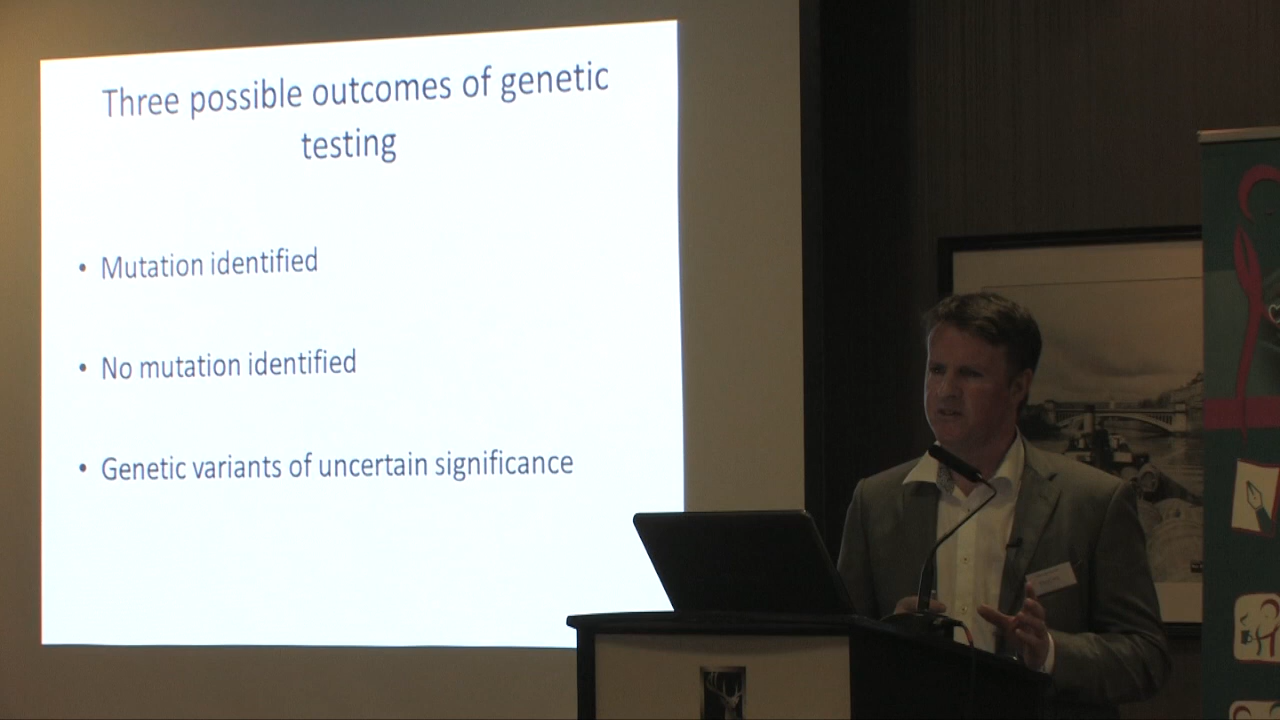 Three possible outcomes of genetic
testing
• Mutation identified
• No mutation identified
• Genetic variants of uncertain significance